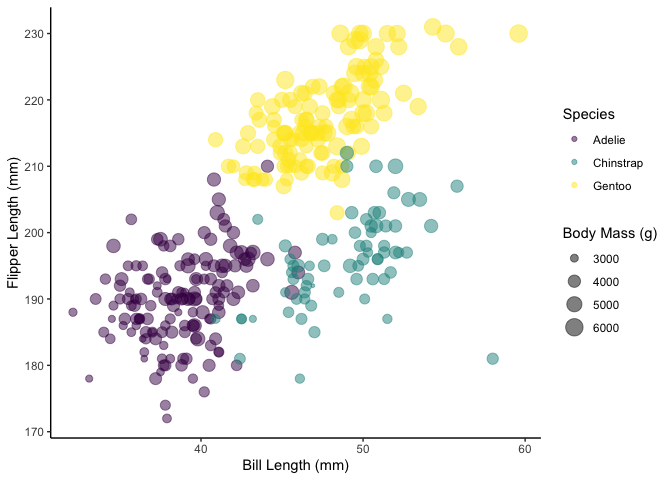 230
220
210
200
190
180
170
Flipper Length (mm)
40
50
60
Bill Length (mm)
Species
Adelie
Chinstrap
Gentoo
Body Mass (g)
3000
4000
5000
6000